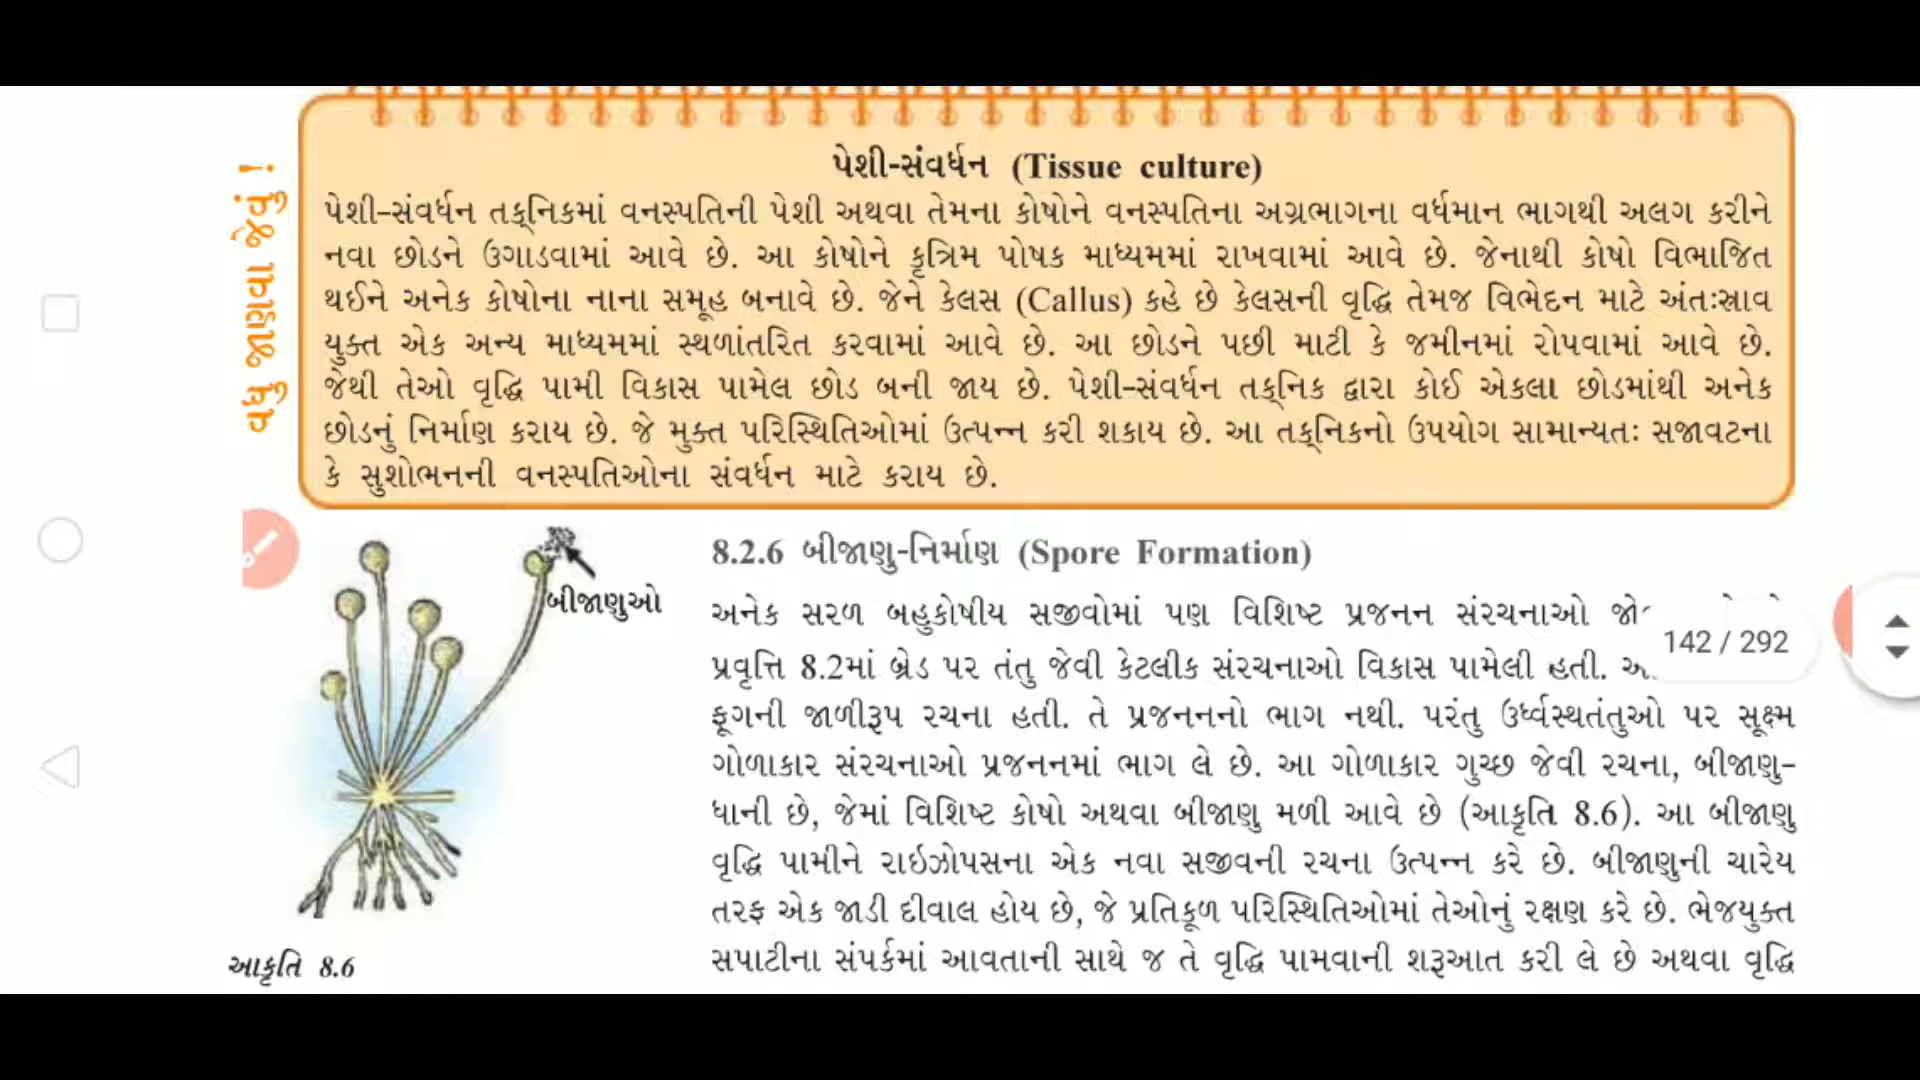 પેશી-સંવર્ધન (Tissue culture)
પેશી-સંવર્ધન તક્નિકમાં વનસ્પતિની પેશી અથવા તેમના કોષોને વનસ્પતિના અગ્રભાગના વર્ધમાન ભાગથી અલગ કરીને
નવા છોડને ઉગાડવામાં આવે છે. આ કોષોને કૃત્રિમ પોષક માધ્યમમાં રાખવામાં આવે છે. જેનાથી કોષો વિભાજિત
થઈને અનેક કોષોના નાના સમૂહ બનાવે છે. જેને કેલસ (Callus) કહે છે કેલસની વૃદ્ધિ તેમજ વિભેદન માટે અંતઃસ્રાવ
યુક્ત એક અન્ય માધ્યમમાં સ્થળાંતરિત કરવામાં આવે છે. આ છોડને પછી માટી કે જમીનમાં રોપવામાં આવે છે.
જેથી તેઓ વૃદ્ધિ પામી વિકાસ પામેલ છોડ બની જાય છે. પેશી-સંવર્ધન તક્નિક દ્વારા કોઈ એકલા છોડમાંથી અનેક
છોડનું નિર્માણ કરાય છે. જે મુક્ત પરિસ્થિતિઓમાં ઉત્પન્ન કરી શકાય છે. આ તક્નિકનો ઉપયોગ સામાન્યતઃ સજાવટના
કે સુશોભનની વનસ્પતિઓના સંવર્ધન માટે કરાય છે.
વધુ જાણવા જેવું !
બીજાણુઓ
આકૃતિ 8.6
8.2.6 બીજાણુ-નિર્માણ (Spore Formation)
અનેક સરળ બહુકોષીય સજીવોમાં પણ વિશિષ્ટ પ્રજનન સંરચનાઓ
142 / 292
પ્રવૃત્તિ 8.2માં બ્રેડ પર તંતુ જેવી કેટલીક સંરચનાઓ વિકાસ પામેલી હતી.
ફૂગની જાળીરૂપ રચના હતી. તે પ્રજનનનો ભાગ નથી. પરંતુ ઉર્ધ્વસ્થતંતુઓ પર સૂક્ષ્મ
ગોળાકાર સંરચનાઓ પ્રજનનમાં ભાગ લે છે. આ ગોળાકાર ગુચ્છ જેવી રચના, બીજાણુ-
ધાની છે, જેમાં વિશિષ્ટ કોષો અથવા બીજાણુ મળી આવે છે (આકૃતિ 8.6). આ બીજાણુ
વૃદ્ધિ પામીને રાઇઝોપસના એક નવા સજીવની રચના ઉત્પન્ન કરે છે. બીજાણુની ચારેય
તરફ એક જાડી દીવાલ હોય છે, જે પ્રતિકૂળ પરિસ્થિતિઓમાં તેઓનું રક્ષણ કરે છે. ભેજયુક્ત
સપાટીના સંપર્કમાં આવતાની સાથે જ તે વૃદ્ધિ પામવાની શરૂઆત કરી લે છે અથવા વૃદ્ધિ